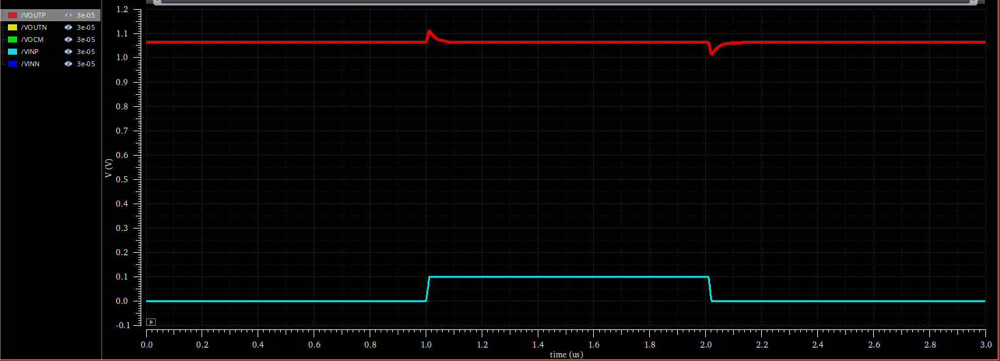 /VOUTP 3e-05
/VOUTN 3e-05
/VOCM 3e-05
/VINP 3e-05
/VINN 3e-05
V (V)
1.2
1.1
1.0
0.9
0.8
0.7
0.6
0.5
0.4
0.3
0.2
0.1
0.0
-0.1
0.0 0.2 0.4 0.6 0.8 1.0 1.2 1.4 1.6 1.8 2.0 2.2 2.4 2.6 2.8 3.0
time (us)